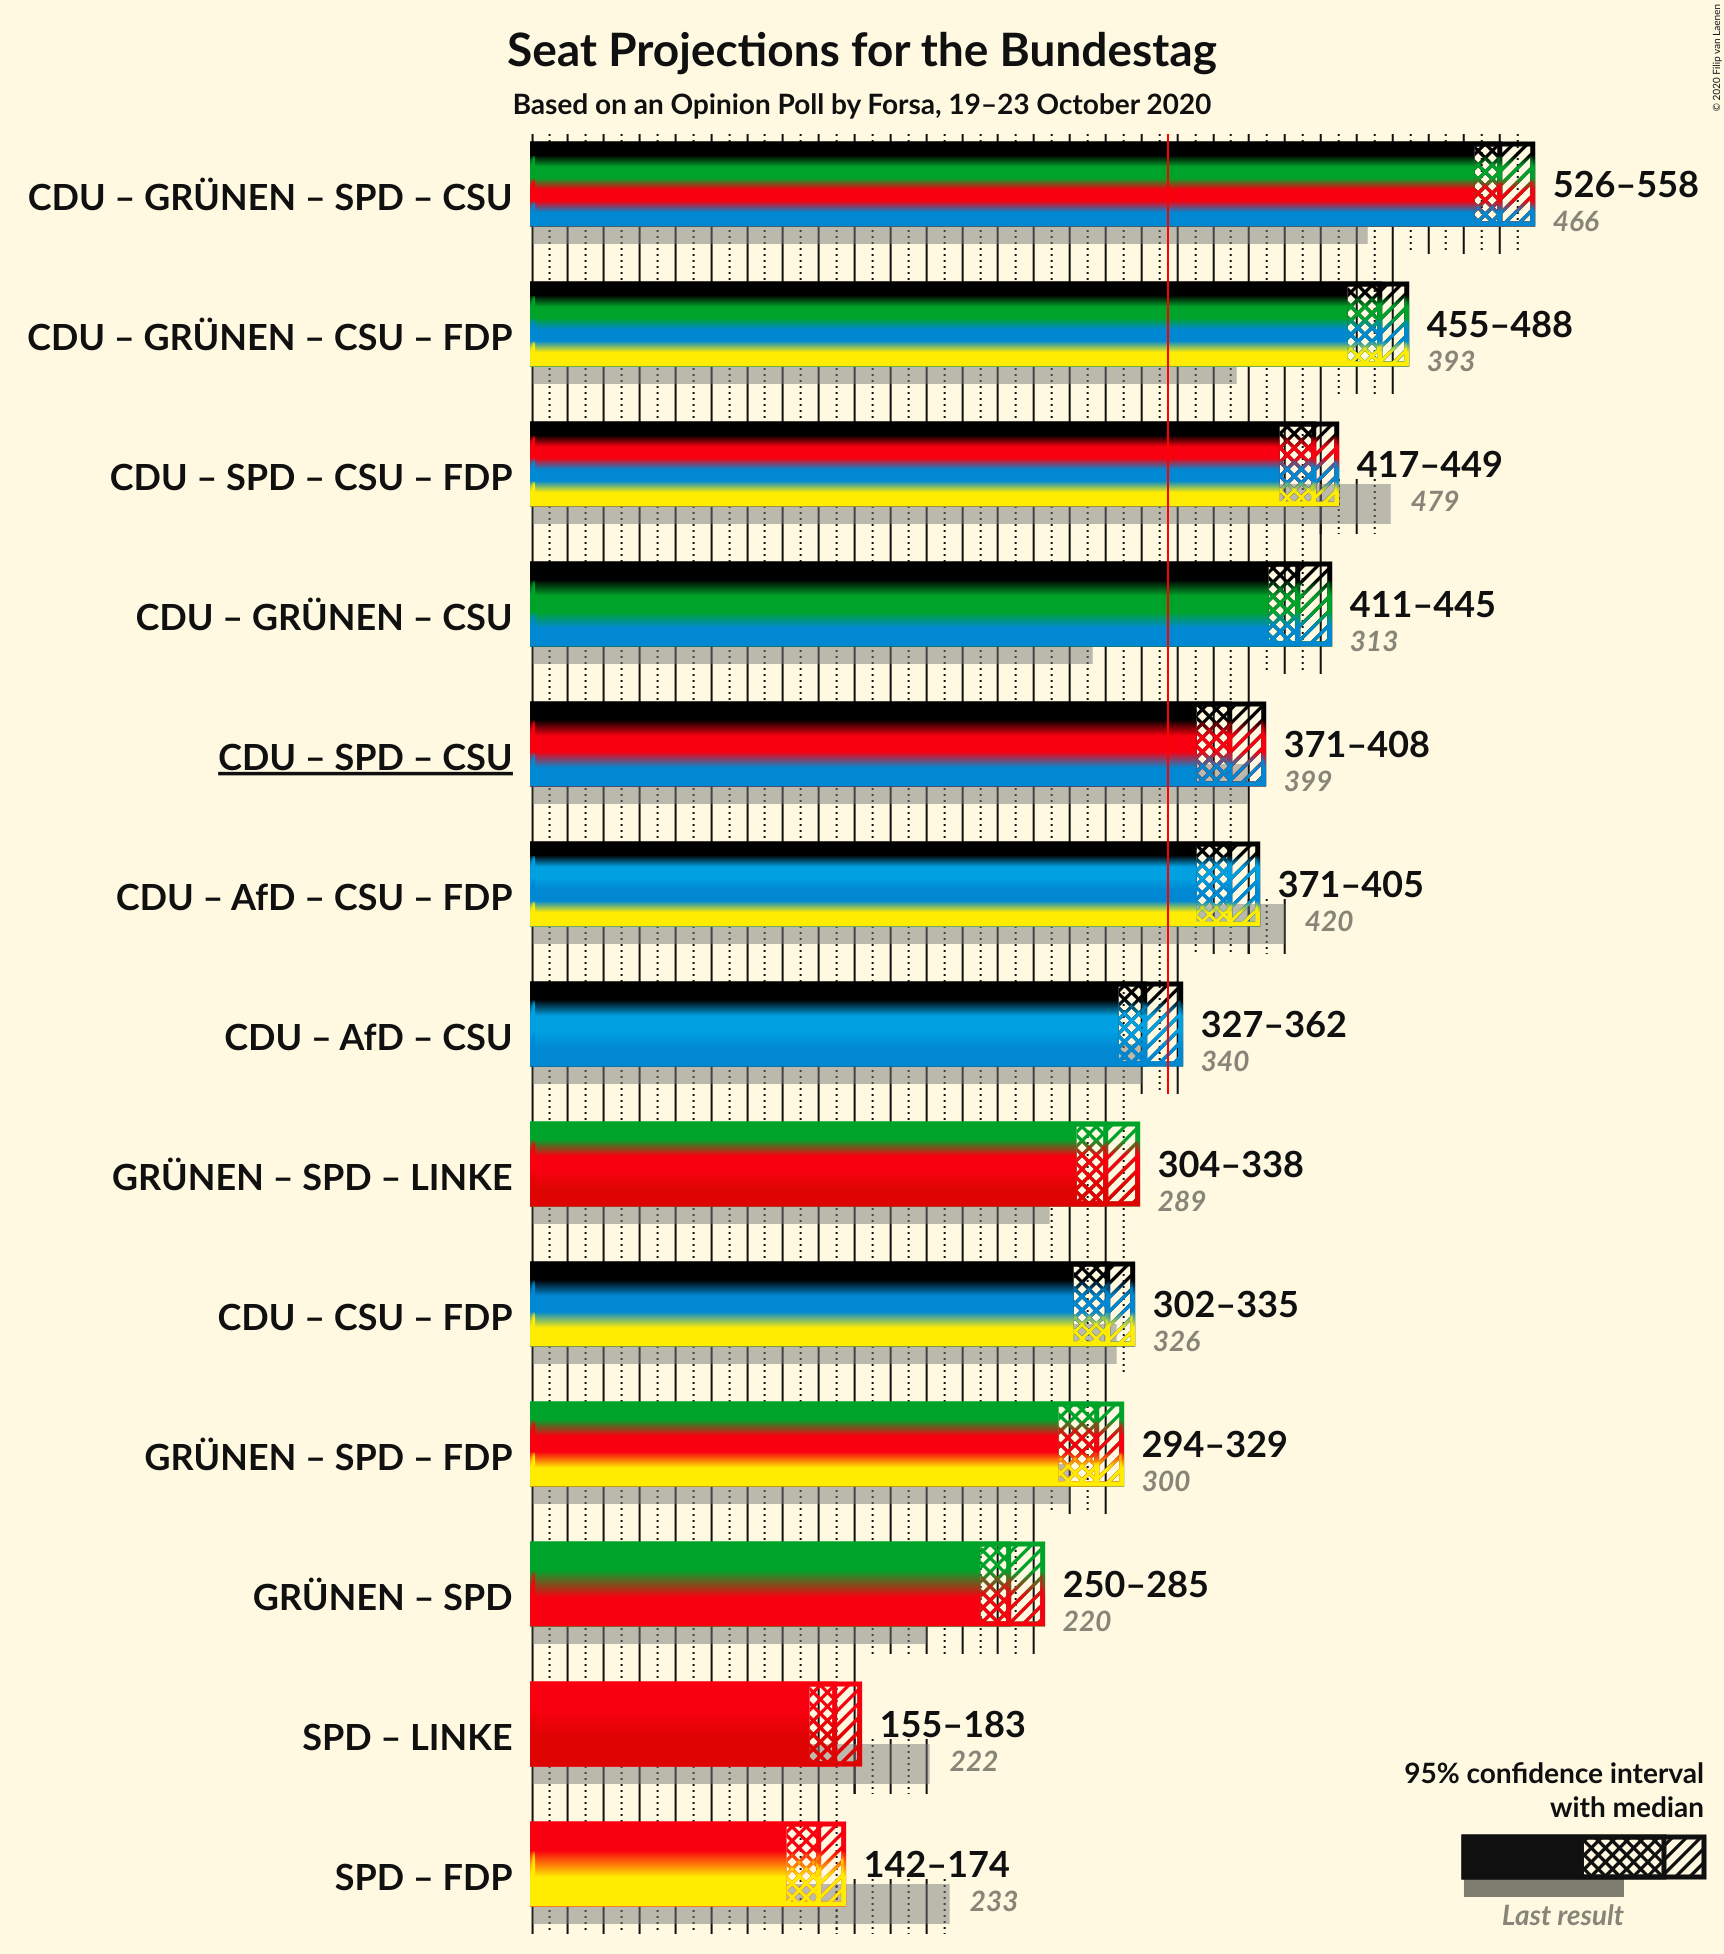 Seat Projections for the Bundestag
Based on an Opinion Poll by Forsa, 19–23 October 2020
© 2020 Filip van Laenen
CDU – GRÜNEN – SPD – CSU
526–558
466
CDU – GRÜNEN – CSU – FDP
455–488
393
CDU – SPD – CSU – FDP
417–449
479
CDU – GRÜNEN – CSU
411–445
313
CDU – SPD – CSU
371–408
399
CDU – AfD – CSU – FDP
371–405
420
CDU – AfD – CSU
327–362
340
GRÜNEN – SPD – LINKE
304–338
289
CDU – CSU – FDP
302–335
326
GRÜNEN – SPD – FDP
294–329
300
GRÜNEN – SPD
250–285
220
SPD – LINKE
155–183
222
SPD – FDP
142–174
233
95% confidence interval
with median
Last result